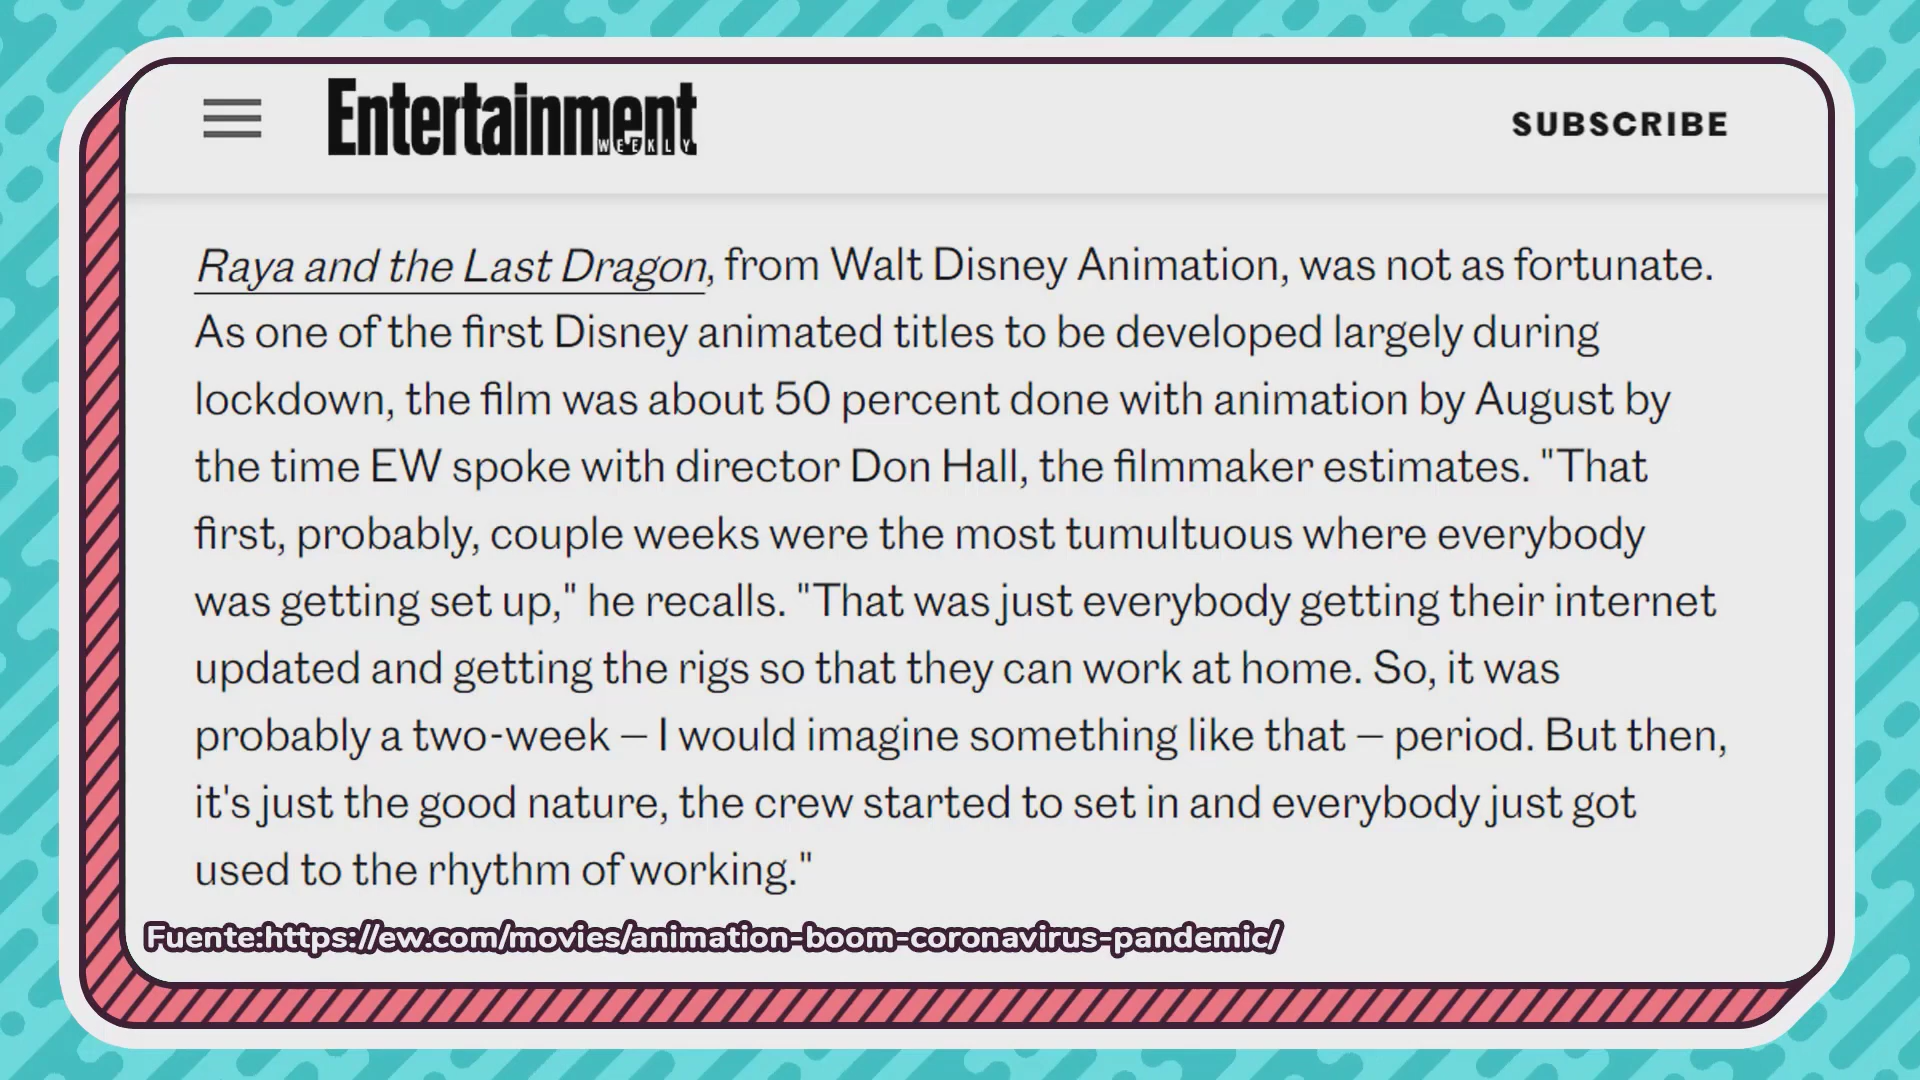 Entertainment
WEEKLY
SUBSCRIBE
Raya and the Last Dragon, from Walt Disney Animation, was not as fortunate.
As one of the first Disney animated titles to be developed largely during
lockdown, the film was about 50 percent done with animation by August by
the time EW spoke with director Don Hall, the filmmaker estimates. "That
first, probably, couple weeks were the most tumultuous where everybody
was getting set up," he recalls. "That was just everybody getting their internet
updated and getting the rigs so that they can work at home. So, it was
probably a two-week — I would imagine something like that — period. But then,
it's just the good nature, the crew started to set in and everybody just got
used to the rhythm of working."
Fuente:https://ew.com/movies/animation-boom-coronavirus-pandemic/